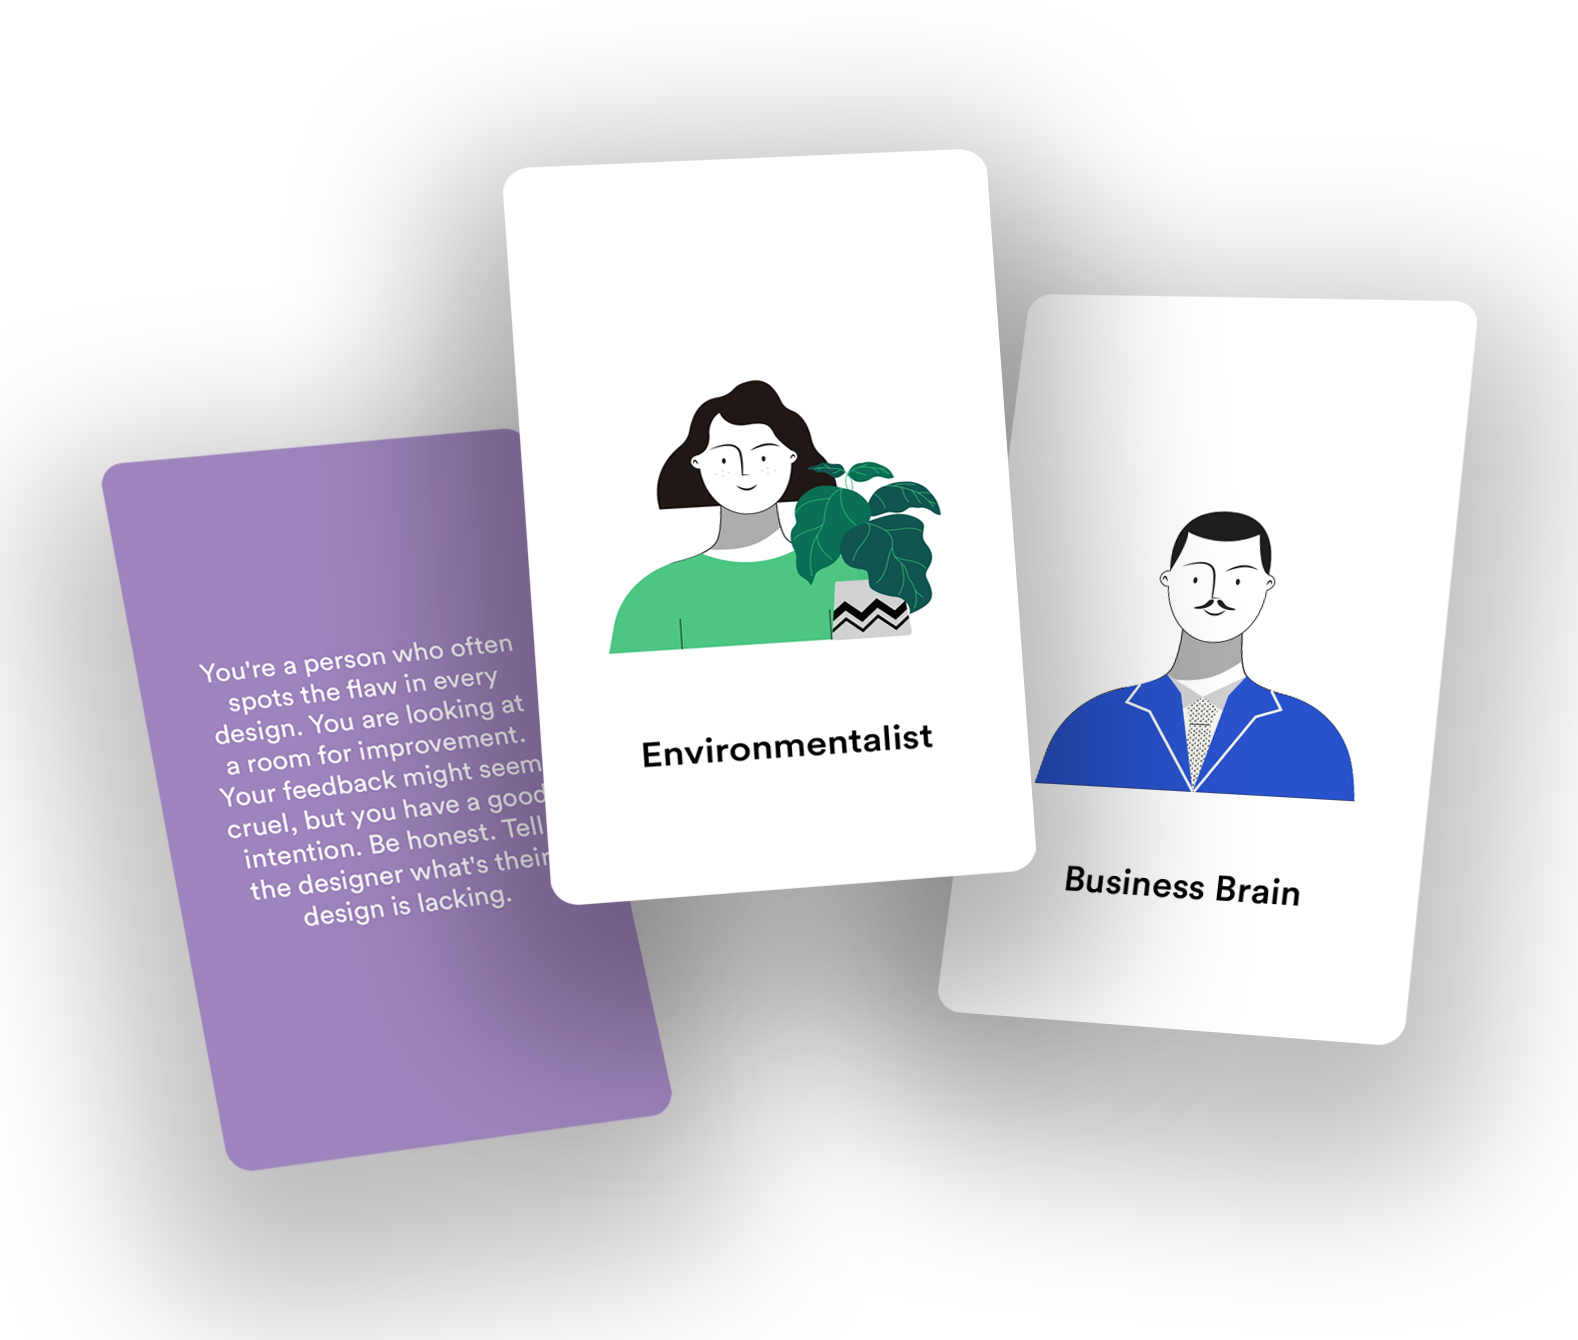 You're a person who often
spots the flaw in every
design. You are looking at
a room for improvement.
Your feedback might seem
cruel, but you have a good
intention. Be honest. Tell
the designer what's their
design is lacking.
Environmentalist
Business Brain